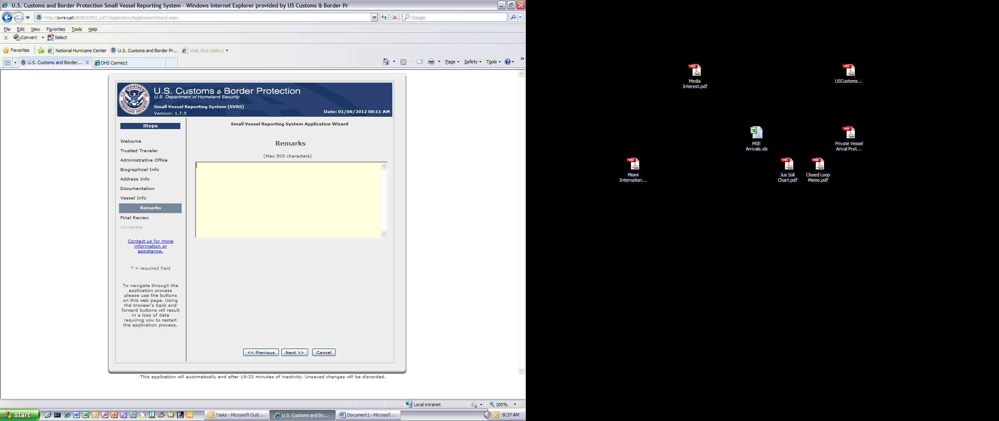 U.S. Customs and Border Protection Small Vessel Reporting System - Windows Internet Explorer provided by US Customs & Border Pr
http://svrs-uat:8080/SVRS_UAT/Application/ApplicationWizard.aspx
Google
File Edit View Favorites Tools Help
x Convert Select
Favorites National Hurricane Center U.S. Customs and Border Pr... Web Slice Gallery
U.S. Customs and Border... X DHS Connect
Page Safety Tools
U.S. Customs & Border Protection
U.S. Department of Homeland Security
Small Vessel Reporting System (SVRS)
Version: 1.7.5
Date: 01/06/2012 08:11 AM
Steps
Welcome
Trusted Traveler
Administrative Office
Biographical Info
Address Info
Documentation
Vessel Info
Remarks
Final Review
Complete
Contact us for more
information or
assistance.
* = required field
To navigate through the
application process
please use the buttons
on this web page. Using
the browser's back and
forward buttons will result
in a loss of data
requiring you to restart
the application process.
Small Vessel Reporting System Application Wizard
Remarks
(Max 500 characters)
<< Previous Next >> Cancel
This application will automatically end after 19:33 minutes of inactivity. Unsaved changes will be discarded.
Local intranet
100%
start
Tasks - Microsoft Outl...
U.S. Customs and Bo...
Document1 - Microsof...
8:37 AM
Media
Interest.pdf
USCustoms...
MSE
Arrivals.xls
Private Vessel
Arival Prot...
Miami
Internation...
Jus Soli
Chart.pdf
Closed Loop
Memo.pdf